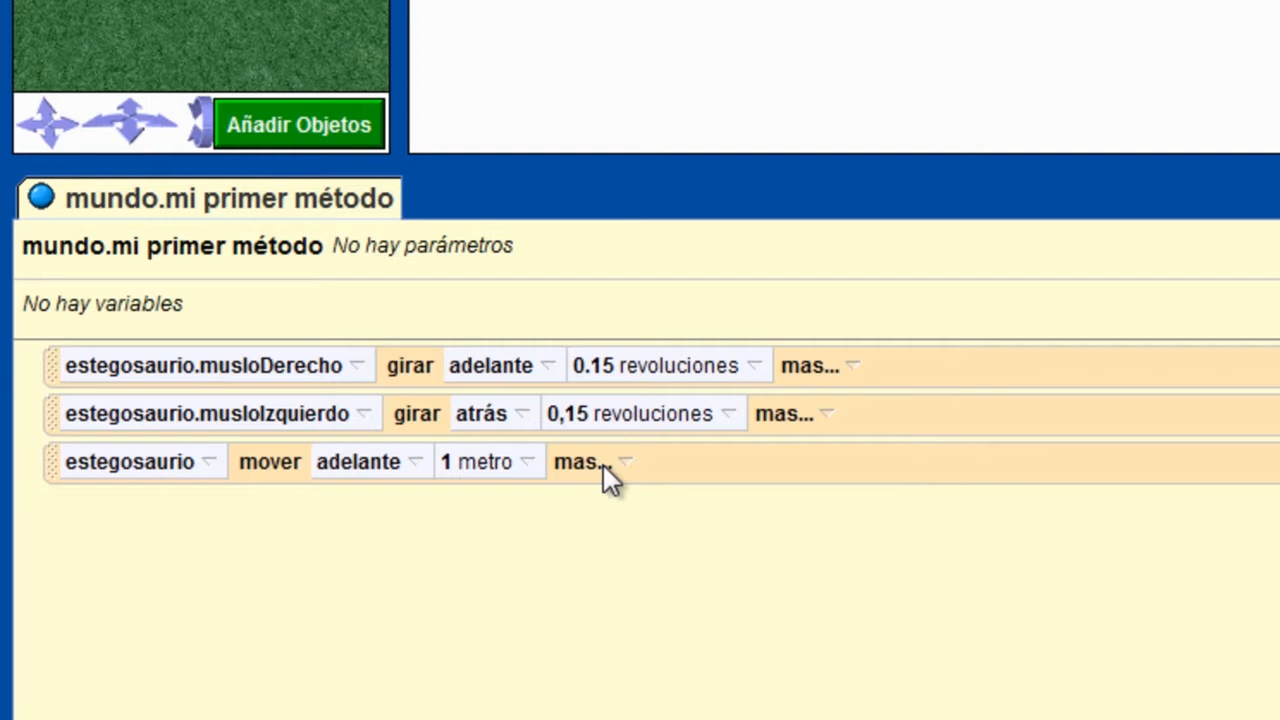 Añadir Objetos
mundo.mi primer método
mundo.mi primer método No hay parámetros
No hay variables
estegosaurio.musloDerecho girar adelante 0.15 revoluciones mas...
estegosaurio.musloIzquierdo girar atrás 0,15 revoluciones mas...
estegosaurio mover adelante 1 metro mas...